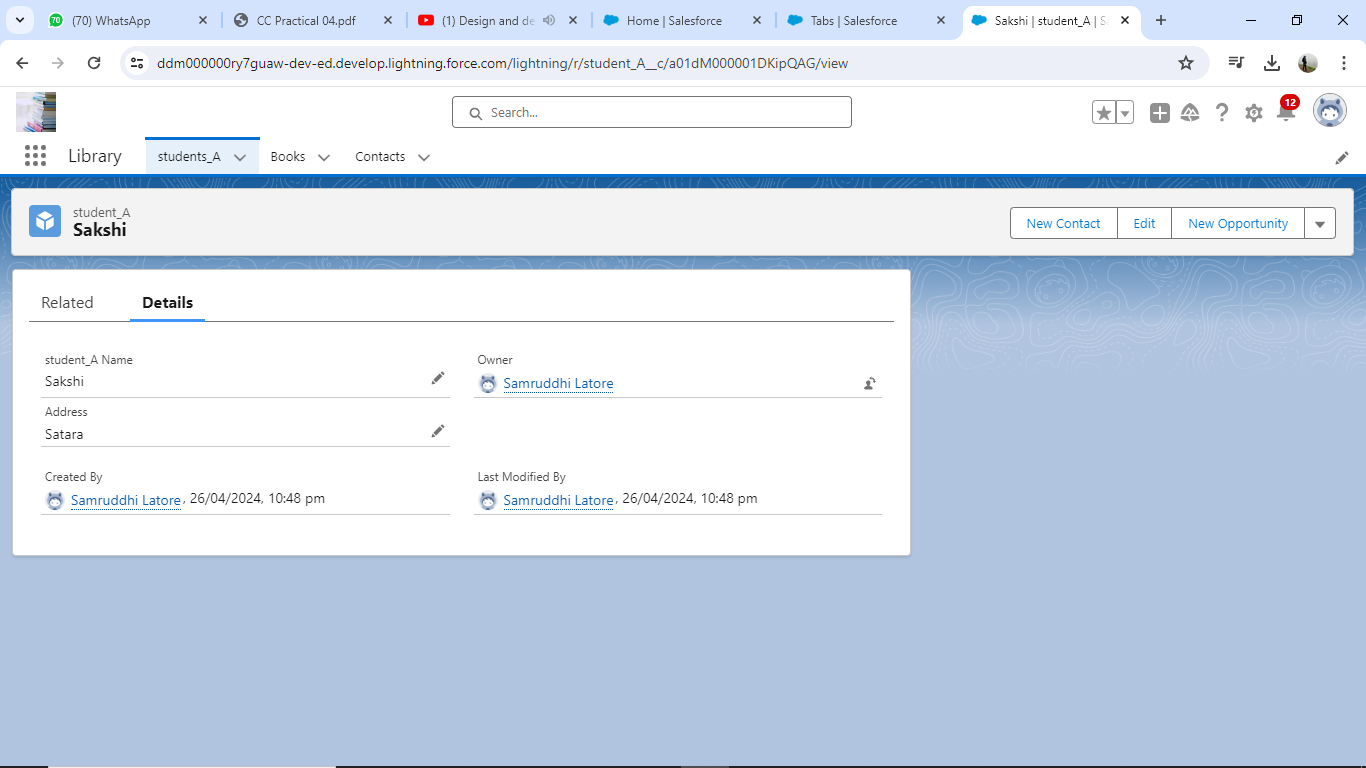 (70) WhatsApp
CC Practical 04.pdf
(1) Design and de
Home | Salesforce
Tabs | Salesforce
Sakshi | student_A | S
ddm000000ry7guaw-dev-ed.develop.lightning.force.com/lightning/r/student_A__c/a01dM000001DKipQAG/view
Search...
12
Library
students_A
Books
Contacts
student_A
Sakshi
New Contact
Edit
New Opportunity
Related
Details
student_A Name
Sakshi
Owner
Samruddhi Latore
Address
Satara
Created By
Samruddhi Latore, 26/04/2024, 10:48 pm
Last Modified By
Samruddhi Latore, 26/04/2024, 10:48 pm